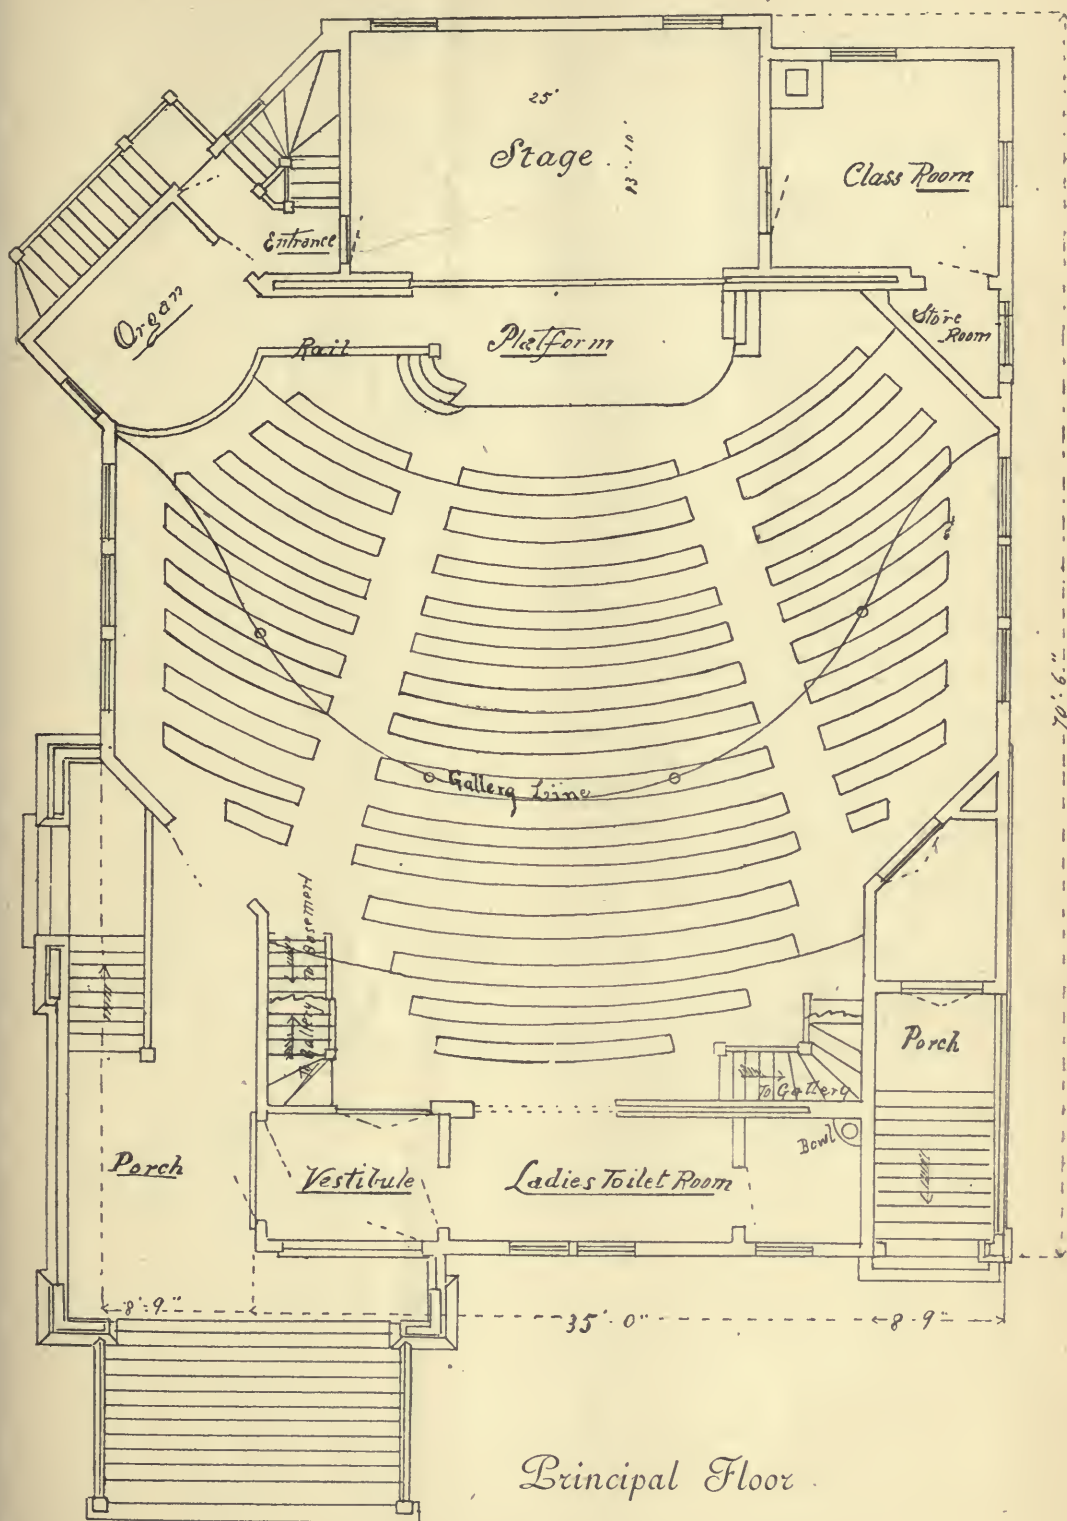 25'
Stage
13'-10"
Class Room
Entrance
Organ
Store
Room
Rail
Platform
70'-6"
Gallery Line
To Basement
To Gallery
Porch
To Gallery
Bowl
Porch
Vestibule
Ladies Toilet Room
8'-9"
35'-0"
8-9"
Principal Floor